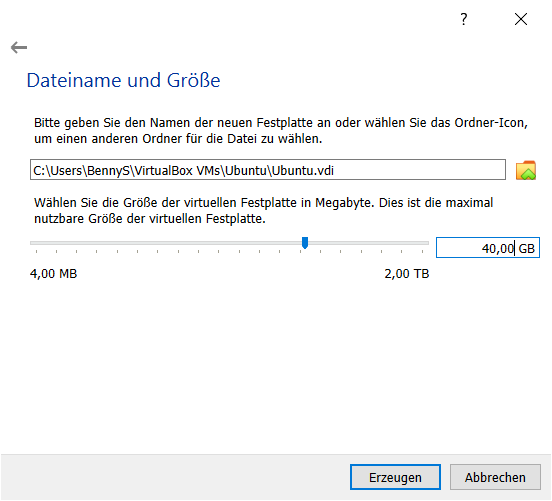 ?
Dateiname und Größe
Bitte geben Sie den Namen der neuen Festplatte an oder wählen Sie das Ordner-Icon,
um einen anderen Ordner für die Datei zu wählen.
C:\Users\BennyS\VirtualBox VMs\Ubuntu\Ubuntu.vdi
Wählen Sie die Größe der virtuellen Festplatte in Megabyte. Dies ist die maximal
nutzbare Größe der virtuellen Festplatte.
40,00 GB
4,00 MB 2,00 TB
Erzeugen Abbrechen